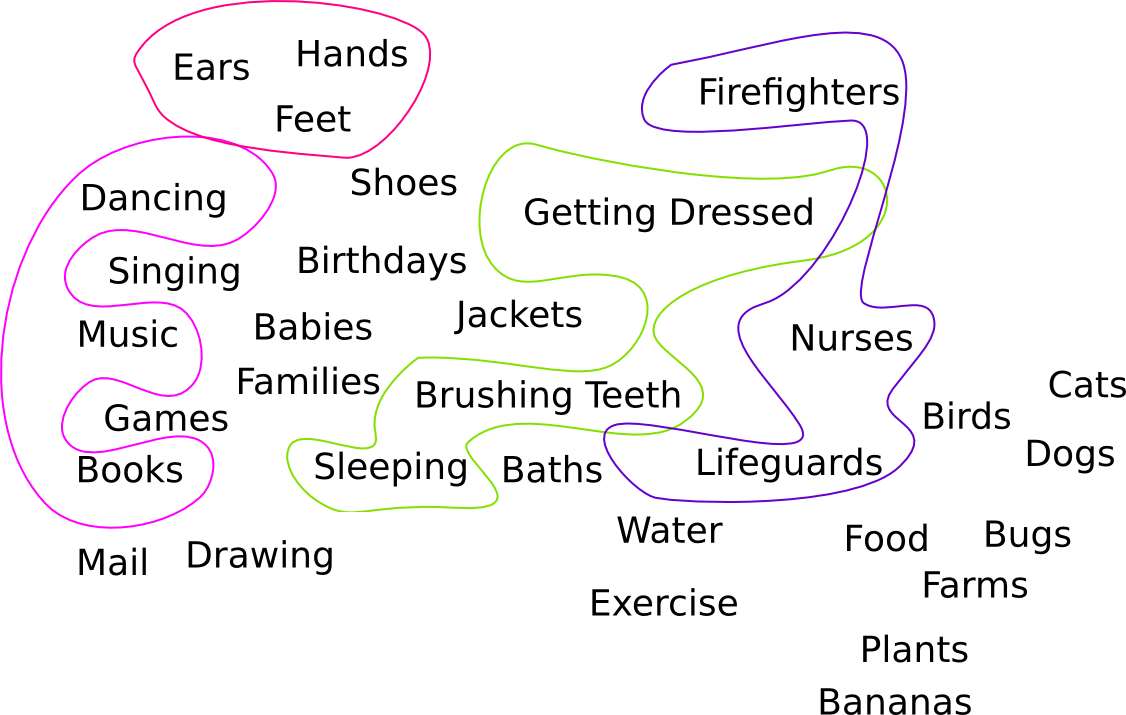 Ears
Hands
Feet
Firefighters
Dancing
Shoes
Getting Dressed
Singing
Birthdays
Music
Babies
Jackets
Nurses
Families
Brushing Teeth
Cats
Games
Birds
Books
Sleeping
Baths
Lifeguards
Dogs
Mail
Drawing
Water
Food
Bugs
Exercise
Farms
Plants
Bananas